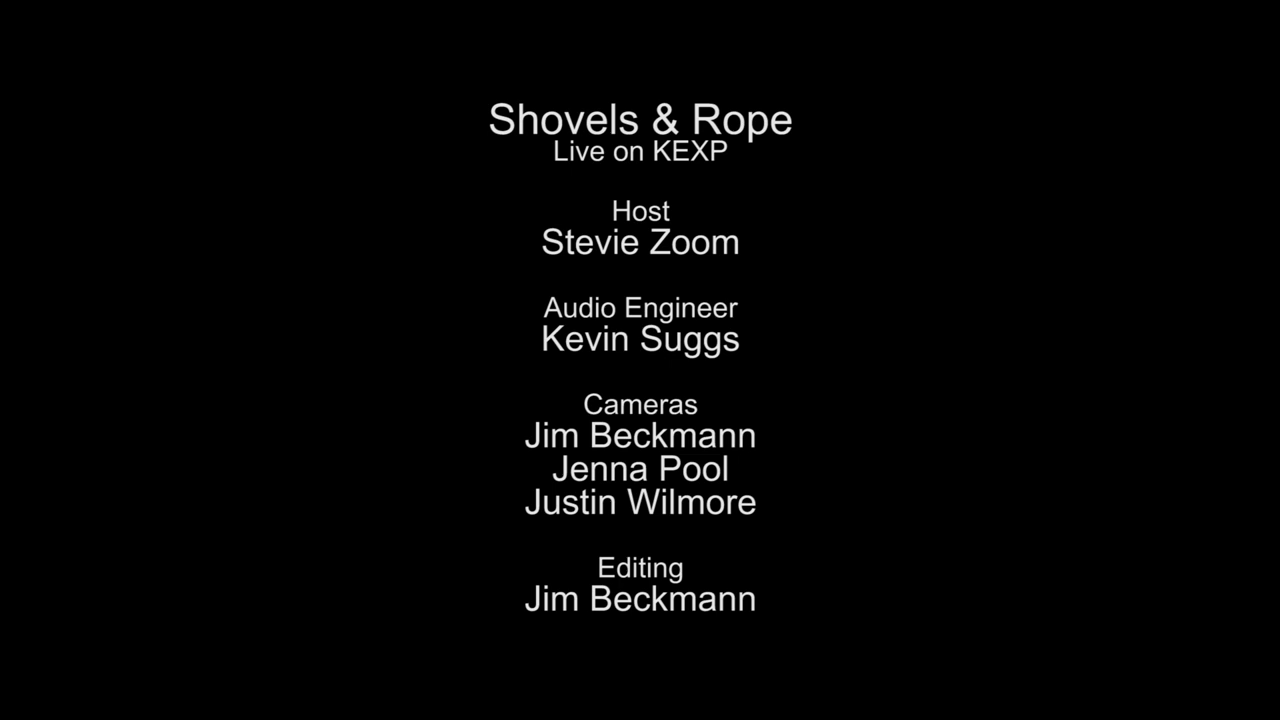 Shovels & Rope
Live on KEXP
Host
Stevie Zoom
Audio Engineer
Kevin Suggs
Cameras
Jim Beckmann
Jenna Pool
Justin Wilmore
Editing
Jim Beckmann